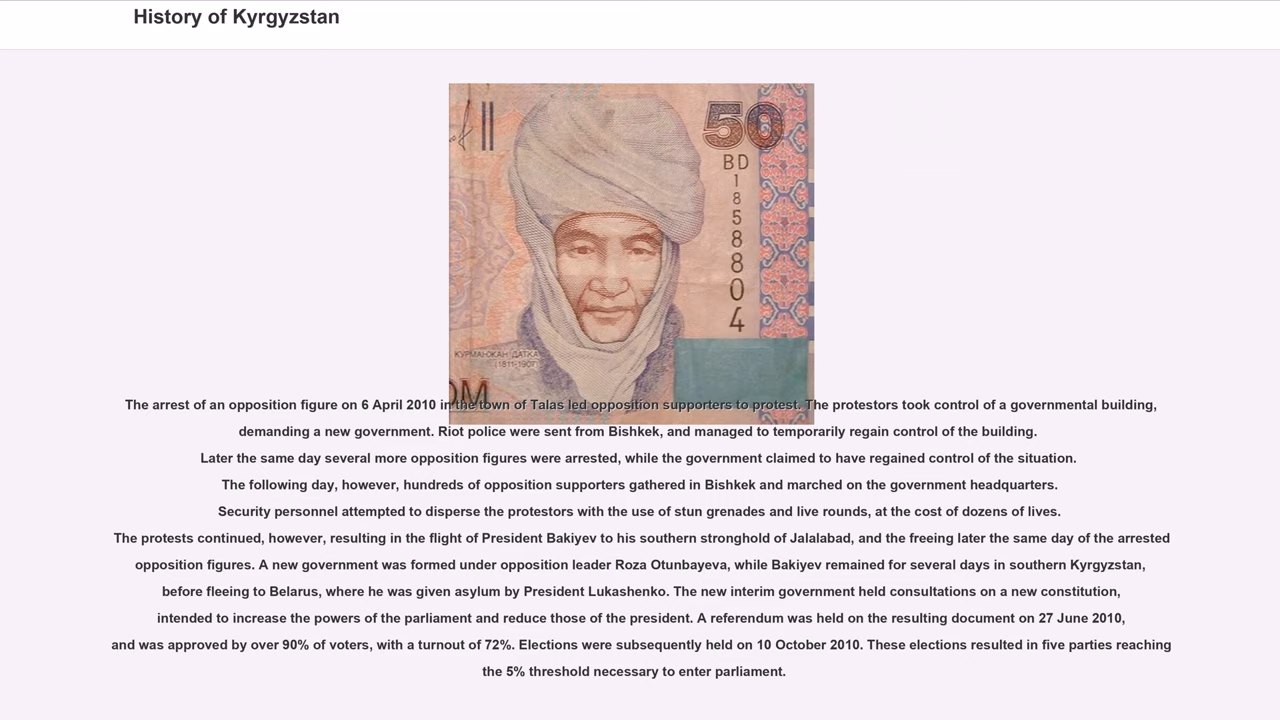 History of Kyrgyzstan
50
BD
1
8
5
8
8
0
4
КУРМАНЖАН ДАТКА
(1811-1907)
ОМ
The arrest of an opposition figure on 6 April 2010 in the town of Talas led opposition supporters to protest. The protestors took control of a governmental building,
demanding a new government. Riot police were sent from Bishkek, and managed to temporarily regain control of the building.
Later the same day several more opposition figures were arrested, while the government claimed to have regained control of the situation.
The following day, however, hundreds of opposition supporters gathered in Bishkek and marched on the government headquarters.
Security personnel attempted to disperse the protestors with the use of stun grenades and live rounds, at the cost of dozens of lives.
The protests continued, however, resulting in the flight of President Bakiyev to his southern stronghold of Jalalabad, and the freeing later the same day of the arrested
opposition figures. A new government was formed under opposition leader Roza Otunbayeva, while Bakiyev remained for several days in southern Kyrgyzstan,
before fleeing to Belarus, where he was given asylum by President Lukashenko. The new interim government held consultations on a new constitution,
intended to increase the powers of the parliament and reduce those of the president. A referendum was held on the resulting document on 27 June 2010,
and was approved by over 90% of voters, with a turnout of 72%. Elections were subsequently held on 10 October 2010. These elections resulted in five parties reaching
the 5% threshold necessary to enter parliament.